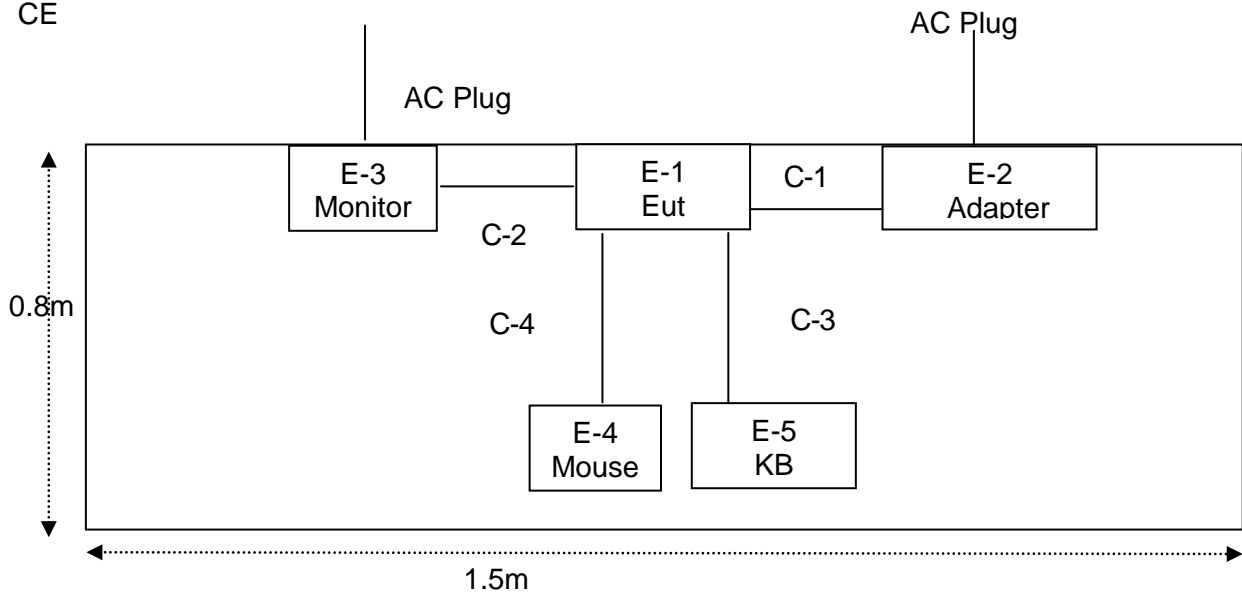 CE
AC Plug
AC Plug
E-3
Monitor
E-1
Eut
C-1
E-2
Adapter
C-2
0.8m
C-4
C-3
E-4
Mouse
E-5
KB
1.5m